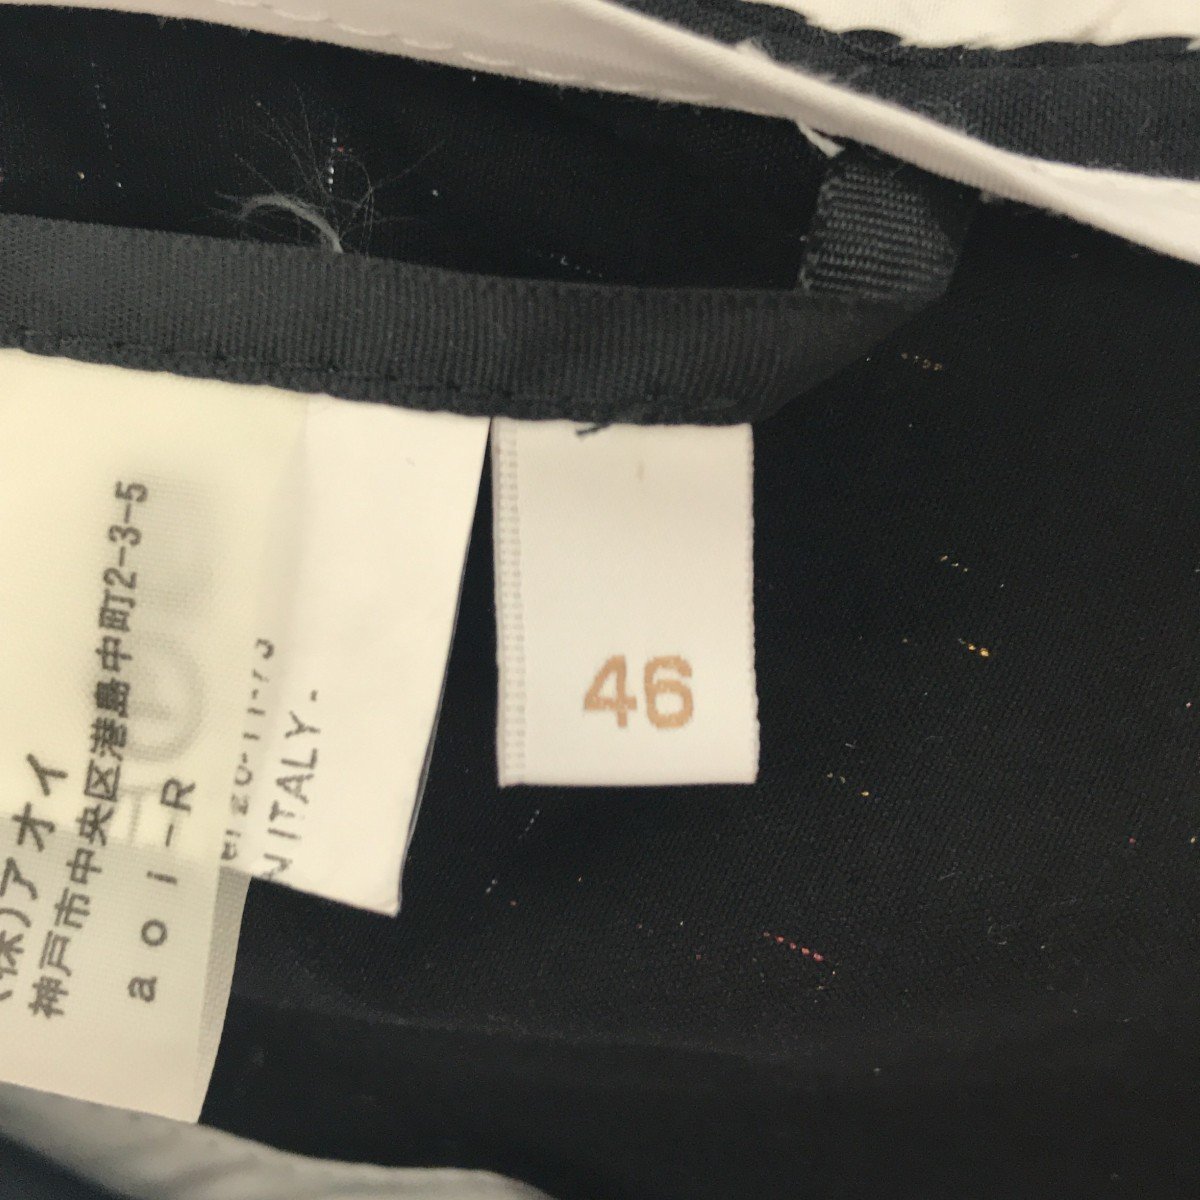 (株)アオイ
神戸市中央区港島中町2-3-5
aoi-R
ITALY-
46